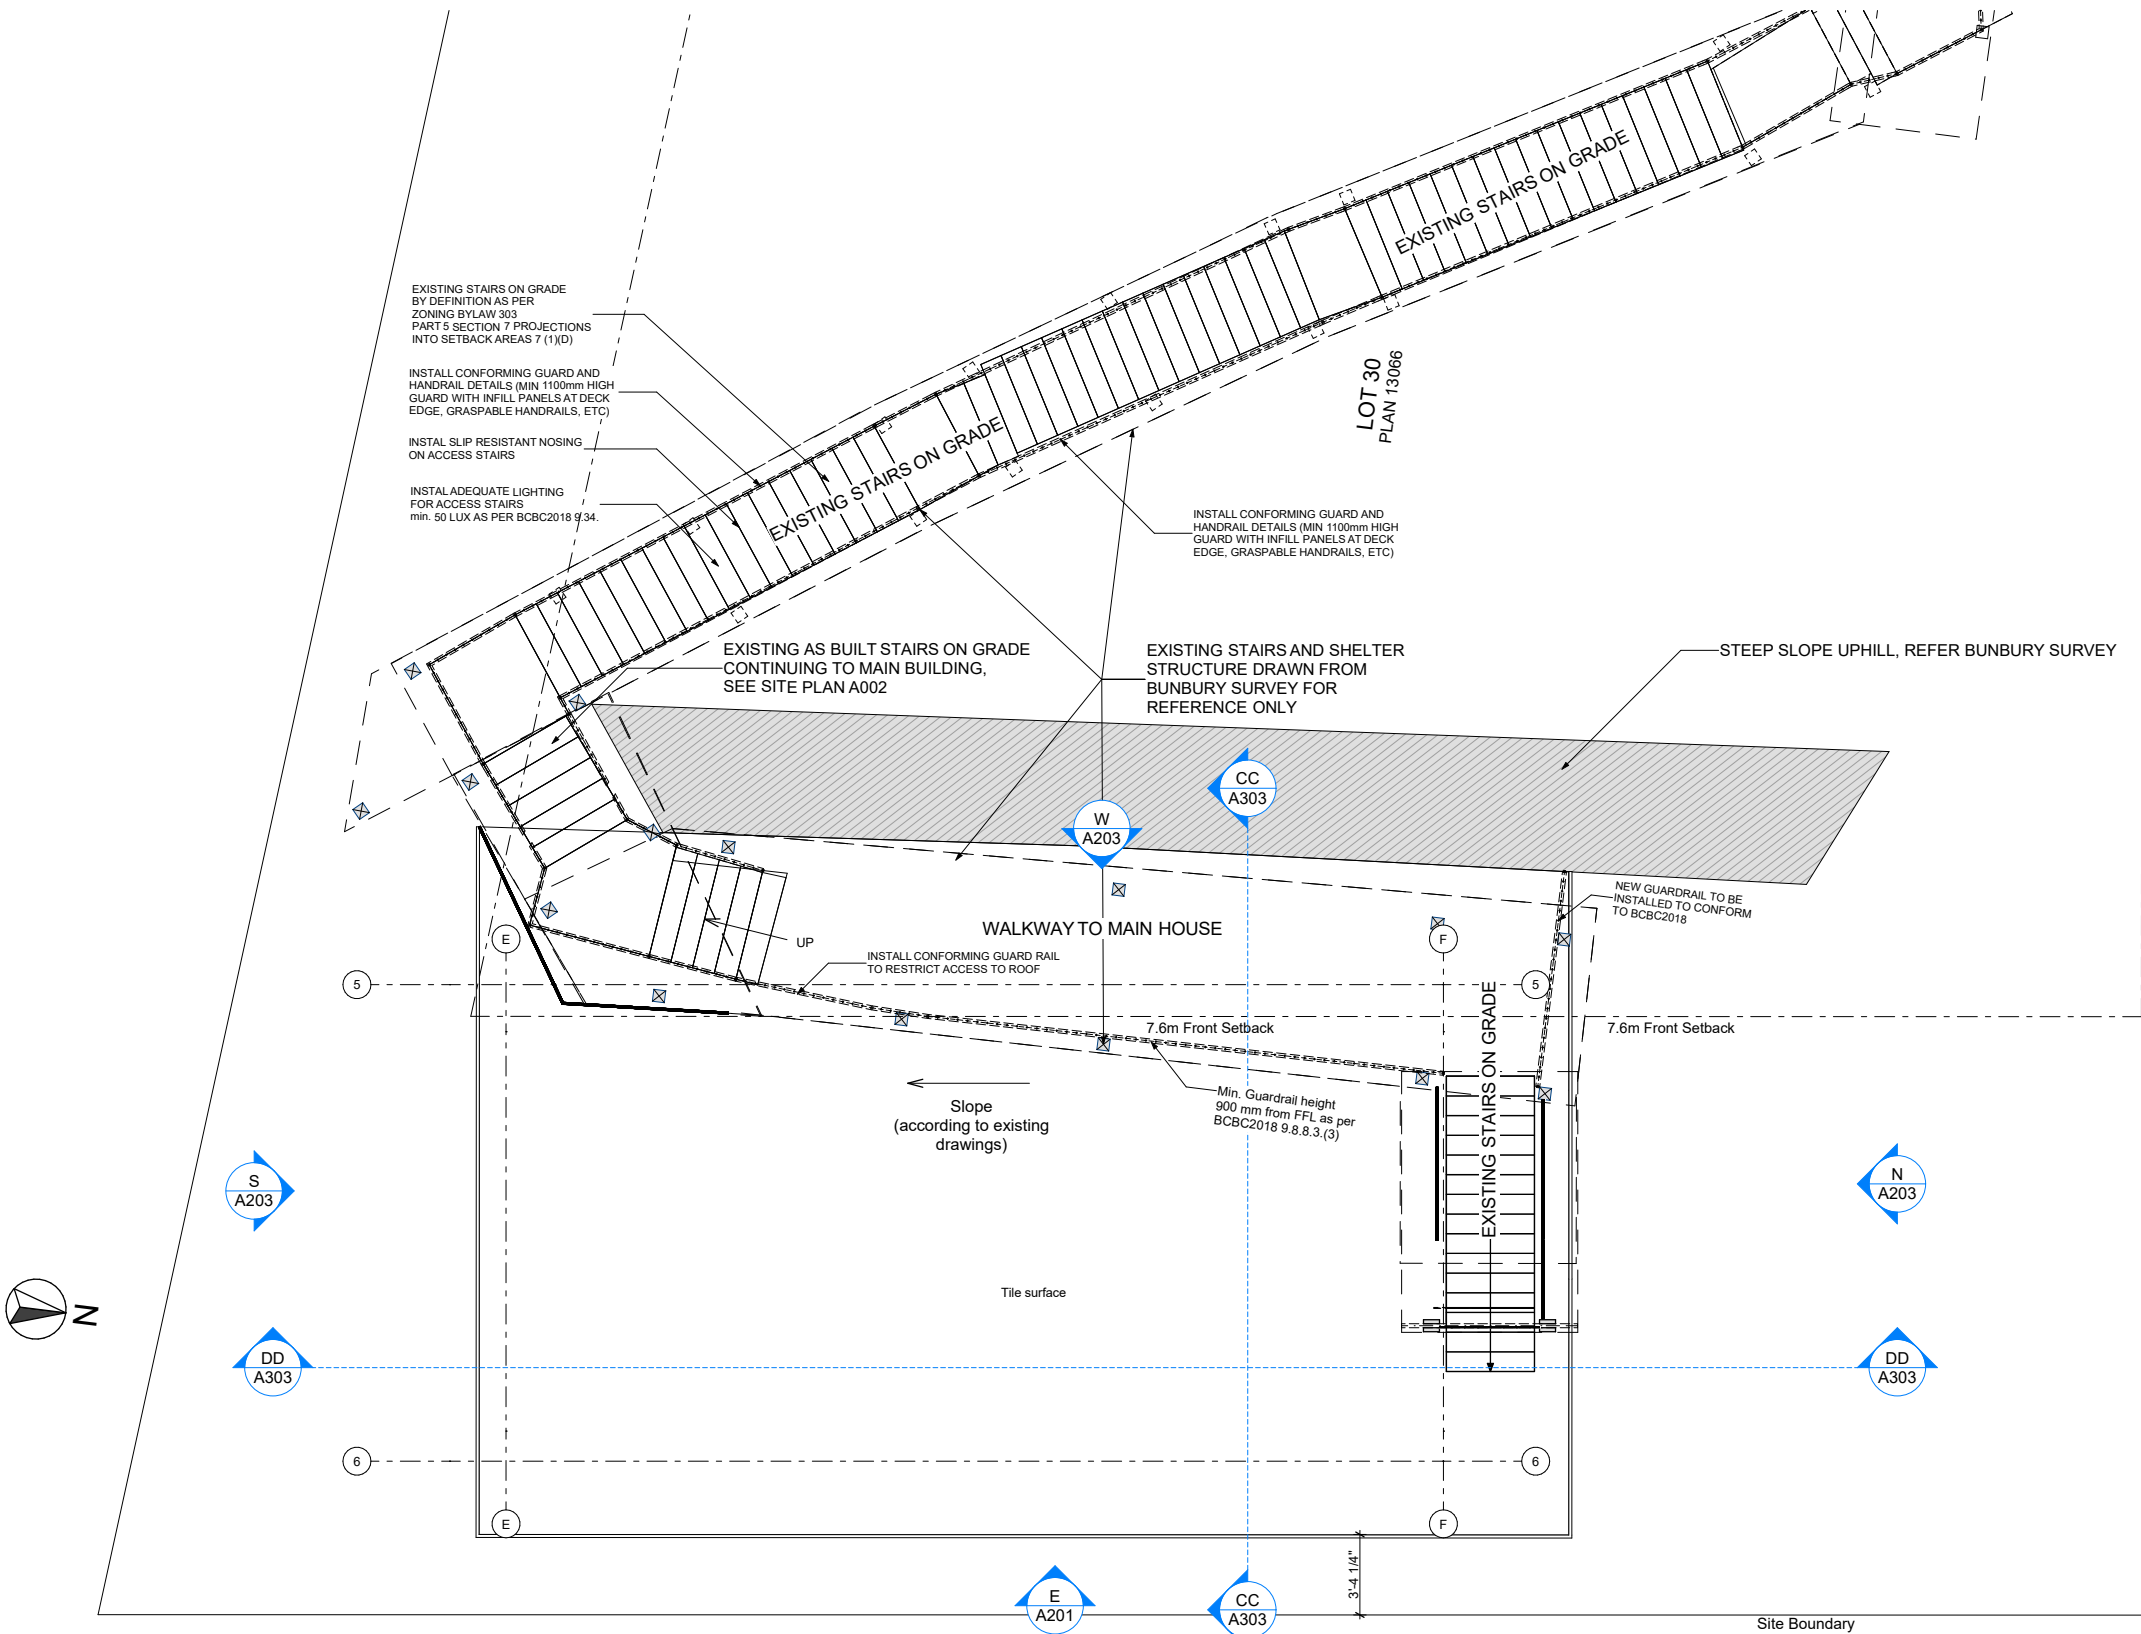 EXISTING STAIRS ON GRADE
BY DEFINITION AS PER
ZONING BYLAW 303
PART 5 SECTION 7 PROJECTIONS
INTO SETBACK AREAS 7 (1)(D)
INSTALL CONFORMING GUARD AND
HANDRAIL DETAILS (MIN 1100mm HIGH
GUARD WITH INFILL PANELS AT DECK
EDGE, GRASPABLE HANDRAILS, ETC)
INSTAL SLIP RESISTANT NOSING
ON ACCESS STAIRS
INSTAL ADEQUATE LIGHTING
FOR ACCESS STAIRS
min. 50 LUX AS PER BCBC2018 9.34.
EXISTING STAIRS ON GRADE
EXISTING STAIRS ON GRADE
LOT 30
PLAN 13066
INSTALL CONFORMING GUARD AND
HANDRAIL DETAILS (MIN 1100mm HIGH
GUARD WITH INFILL PANELS AT DECK
EDGE, GRASPABLE HANDRAILS, ETC)
EXISTING AS BUILT STAIRS ON GRADE
CONTINUING TO MAIN BUILDING,
SEE SITE PLAN A002
EXISTING STAIRS AND SHELTER
STRUCTURE DRAWN FROM
BUNBURY SURVEY FOR
REFERENCE ONLY
STEEP SLOPE UPHILL, REFER BUNBURY SURVEY
CC
A303
W
A203
NEW GUARDRAIL TO BE
INSTALLED TO CONFORM
TO BCBC2018
WALKWAY TO MAIN HOUSE
UP
INSTALL CONFORMING GUARD RAIL
TO RESTRICT ACCESS TO ROOF
E
F
5
5
7.6m Front Setback
7.6m Front Setback
EXISTING STAIRS ON GRADE
Slope
(according to existing
drawings)
Min. Guardrail height
900 mm from FFL as per
BCBC2018 9.8.8.3.(3)
S
A203
N
A203
Tile surface
N
DD
A303
DD
A303
6
6
E
F
3'-4 1/4"
E
A201
CC
A303
Site Boundary